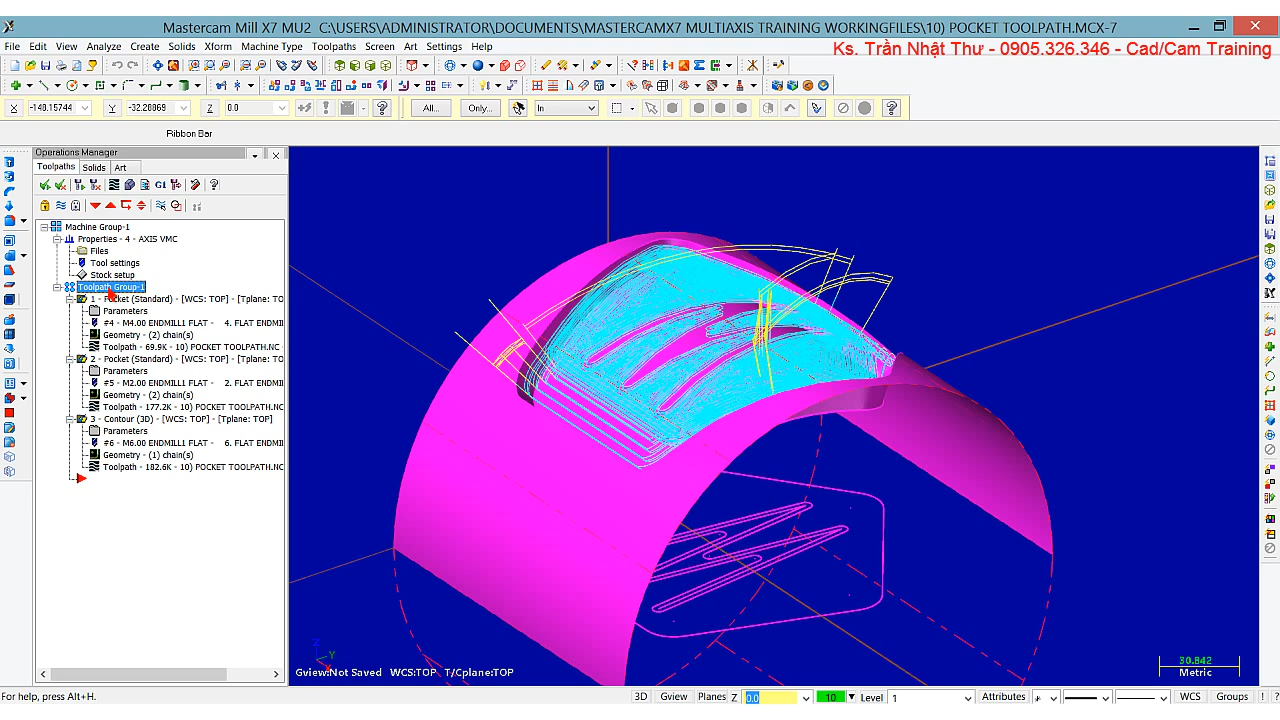 Mastercam Mill X7 MU2 C:\USERS\ADMINISTRATOR\DOCUMENTS\MASTERCAMX7 MULTIAXIS TRAINING WORKINGFILES\10) POCKET TOOLPATH.MCX-7
File Edit View Analyze Create Solids Xform Machine Type Toolpaths Screen Art Settings Help
Ks. Trần Nhật Thư - 0905.326.346 - Cad/Cam Training
X -148.15744 Y -32.28869 Z 0.0 All... Only... In
Ribbon Bar
Operations Manager
Toolpaths Solids Art
G1
Machine Group-1
Properties - 4 - AXIS VMC
Files
Tool settings
Stock setup
Toolpath Group-1
1 - Pocket (Standard) - [WCS: TOP] - [Tplane: TO
Parameters
#4 - M4.00 ENDMILL FLAT - 4. FLAT ENDMI
Geometry - (2) chain(s)
Toolpath - 69.9K - 10) POCKET TOOLPATH.NC
2 - Pocket (Standard) - [WCS: TOP] - [Tplane: TO
Parameters
#5 - M2.00 ENDMILL FLAT - 2. FLAT ENDMI
Geometry - (2) chain(s)
Toolpath - 177.2K - 10) POCKET TOOLPATH.NC
3 - Contour (3D) - [WCS: TOP] - [Tplane: TOP]
Parameters
#6 - M6.00 ENDMILL FLAT - 6. FLAT ENDMI
Geometry - (1) chain(s)
Toolpath - 182.6K - 10) POCKET TOOLPATH.NC
Z
Y
X
Gview:Not Saved WCS:TOP T/Cplane:TOP
30.842
Metric
For help, press Alt+H.
3D Gview Planes Z 0.0 10 Level 1 Attributes WCS Groups ! ?